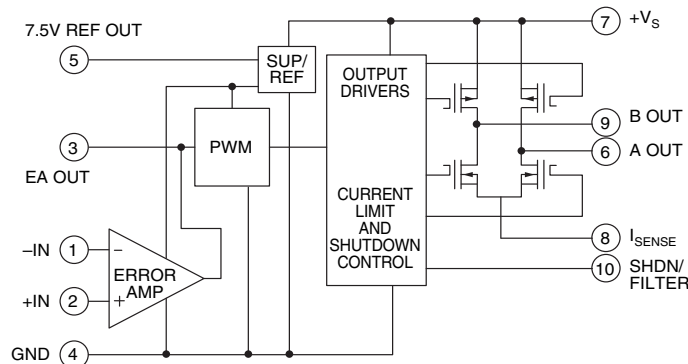 7.5V REF OUT
5
SUP/
REF
7
+VS
OUTPUT
DRIVERS
9
B OUT
3
EA OUT
PWM
6
A OUT
CURRENT
LIMIT
AND
SHUTDOWN
CONTROL
–IN
1
–
ERROR
AMP
+IN
2
+
8
ISENSE
10
SHDN/
FILTER
GND
4